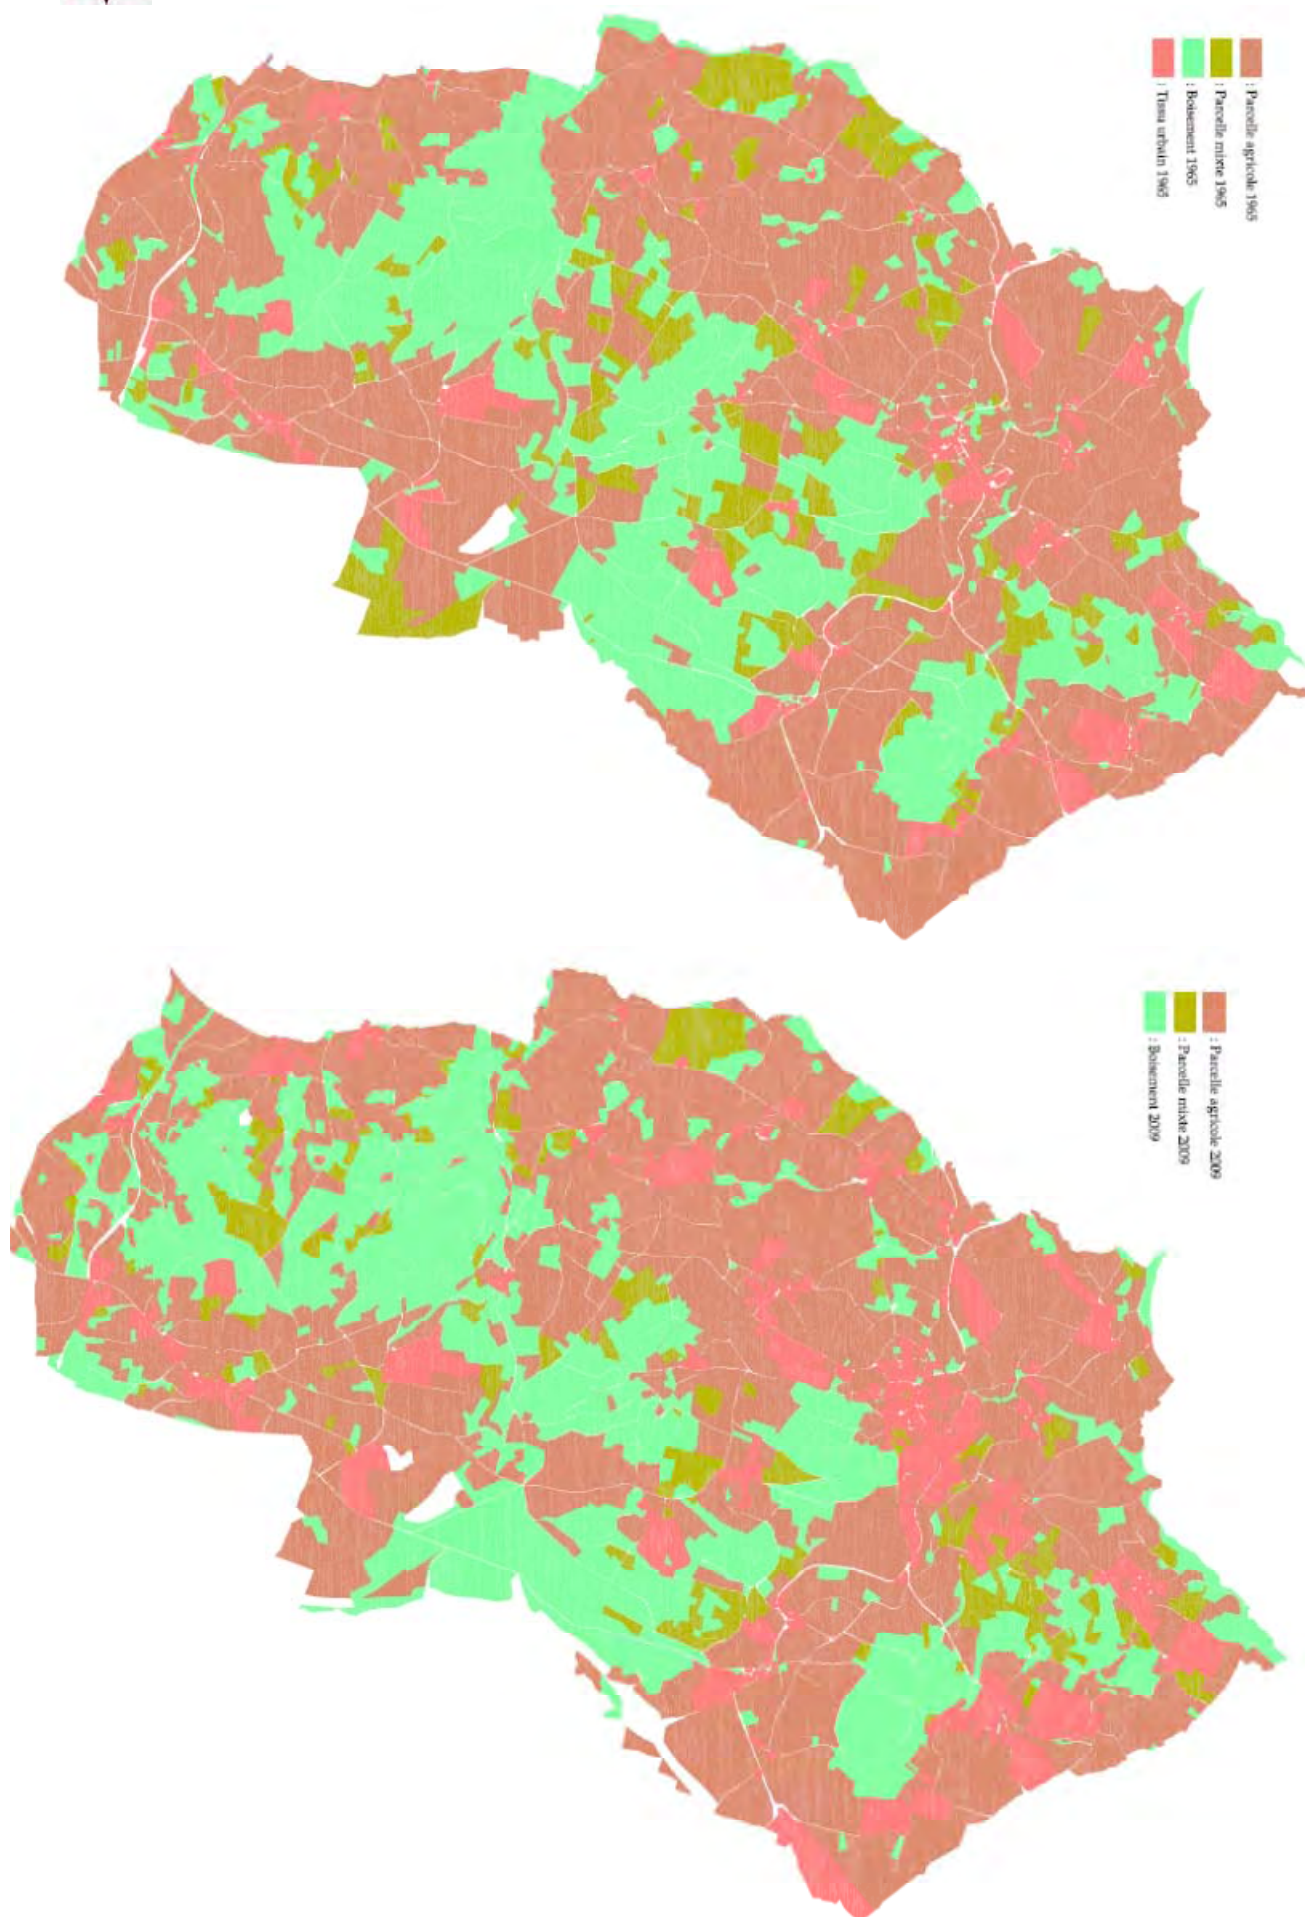 : Parcelle agricole 1965
: Parcelle mixte 1965
: Boisement 1965
: Tissu urbain 1965
: Parcelle agricole 2009
: Parcelle mixte 2009
: Boisement 2009